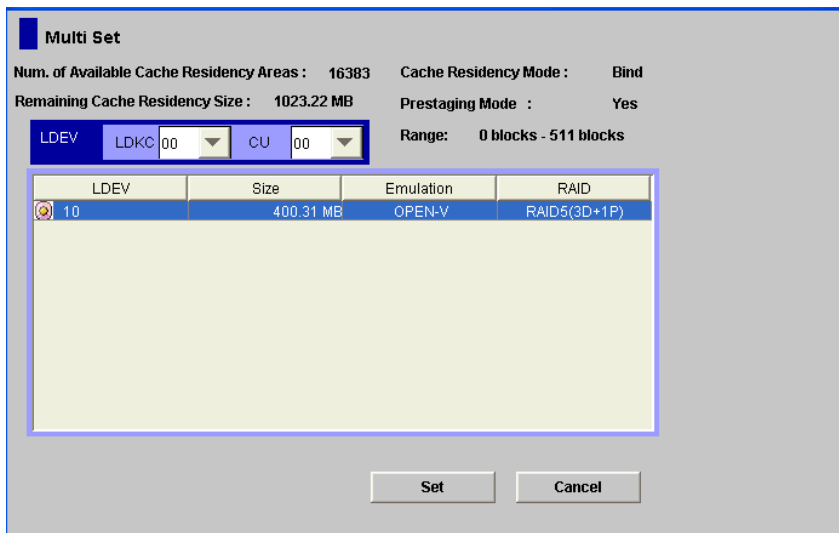 Multi Set
Num. of Available Cache Residency Areas : 16383 Cache Residency Mode : Bind
Remaining Cache Residency Size : 1023.22 MB Prestaging Mode : Yes
LDEV LDKC 00 CU 00 Range: 0 blocks - 511 blocks
LDEV Size Emulation RAID
10 400.31 MB OPEN-V RAID5(3D+1P)
Set Cancel